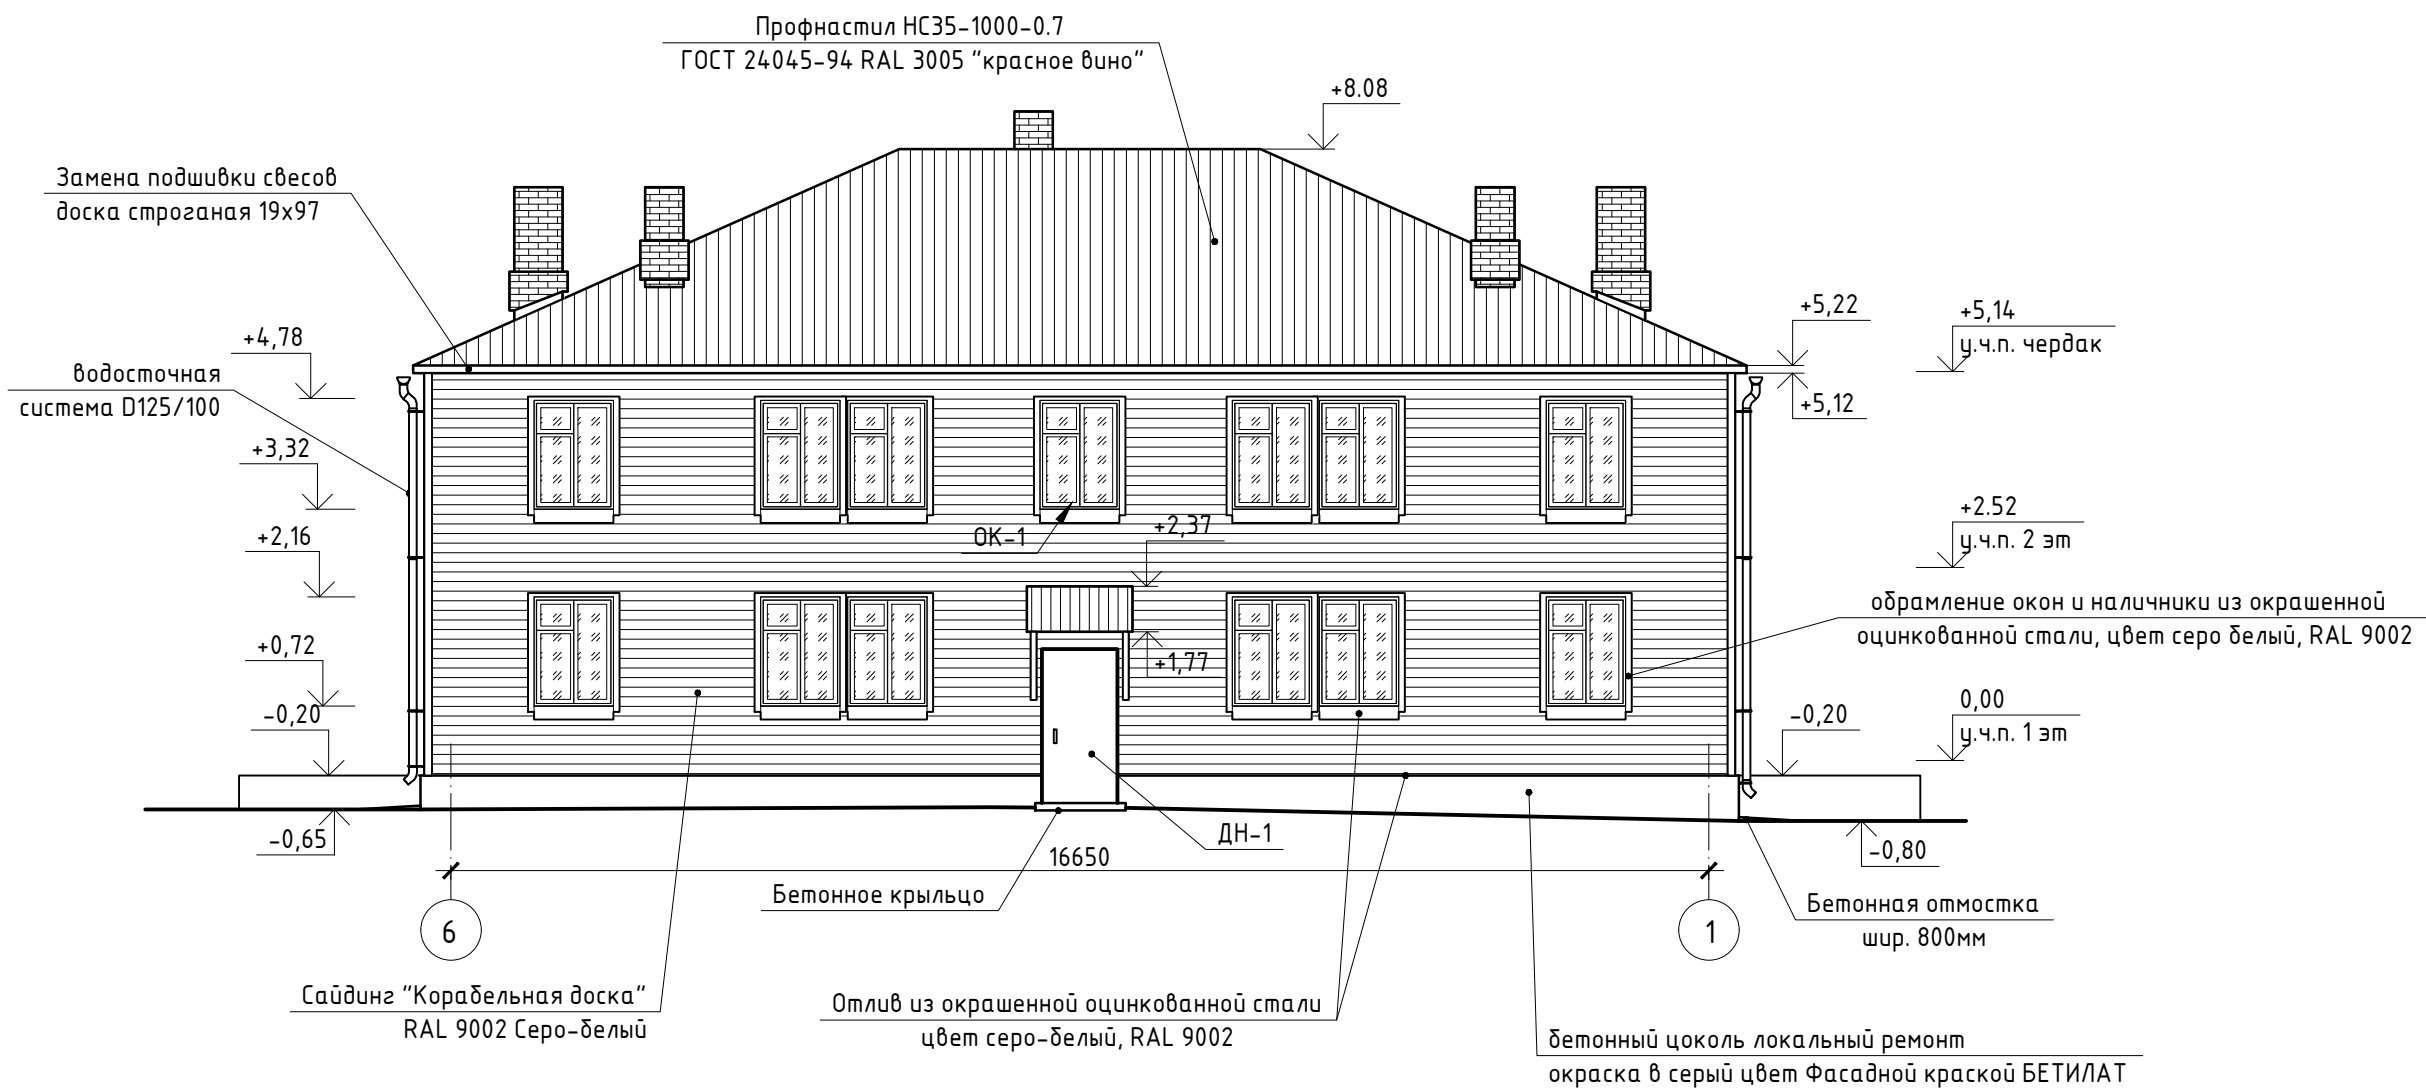 Профнастил НС35-1000-0.7
ГОСТ 24045-94 RAL 3005 "красное вино"
+8.08
Замена подшивки свесов
доска строганая 19х97
+4,78
водосточная
система D125/100
+3,32
+2,16
+0,72
-0,20
-0,65
+5,22
+5,12
+5,14
у.ч.п. чердак
ОК-1
+2,37
+1,77
+2.52
у.ч.п. 2 эт
обрамление окон и наличники из окрашенной
оцинкованной стали, цвет серо белый, RAL 9002
0,00
у.ч.п. 1 эт
-0,20
-0,80
ДН-1
16650
Бетонное крыльцо
6
1
Бетонная отмостка
шир. 800мм
Сайдинг "Корабельная доска"
RAL 9002 Серо-белый
Отлив из окрашенной оцинкованной стали
цвет серо-белый, RAL 9002
бетонный цоколь локальный ремонт
окраска в серый цвет Фасадной краской БЕТИЛАТ